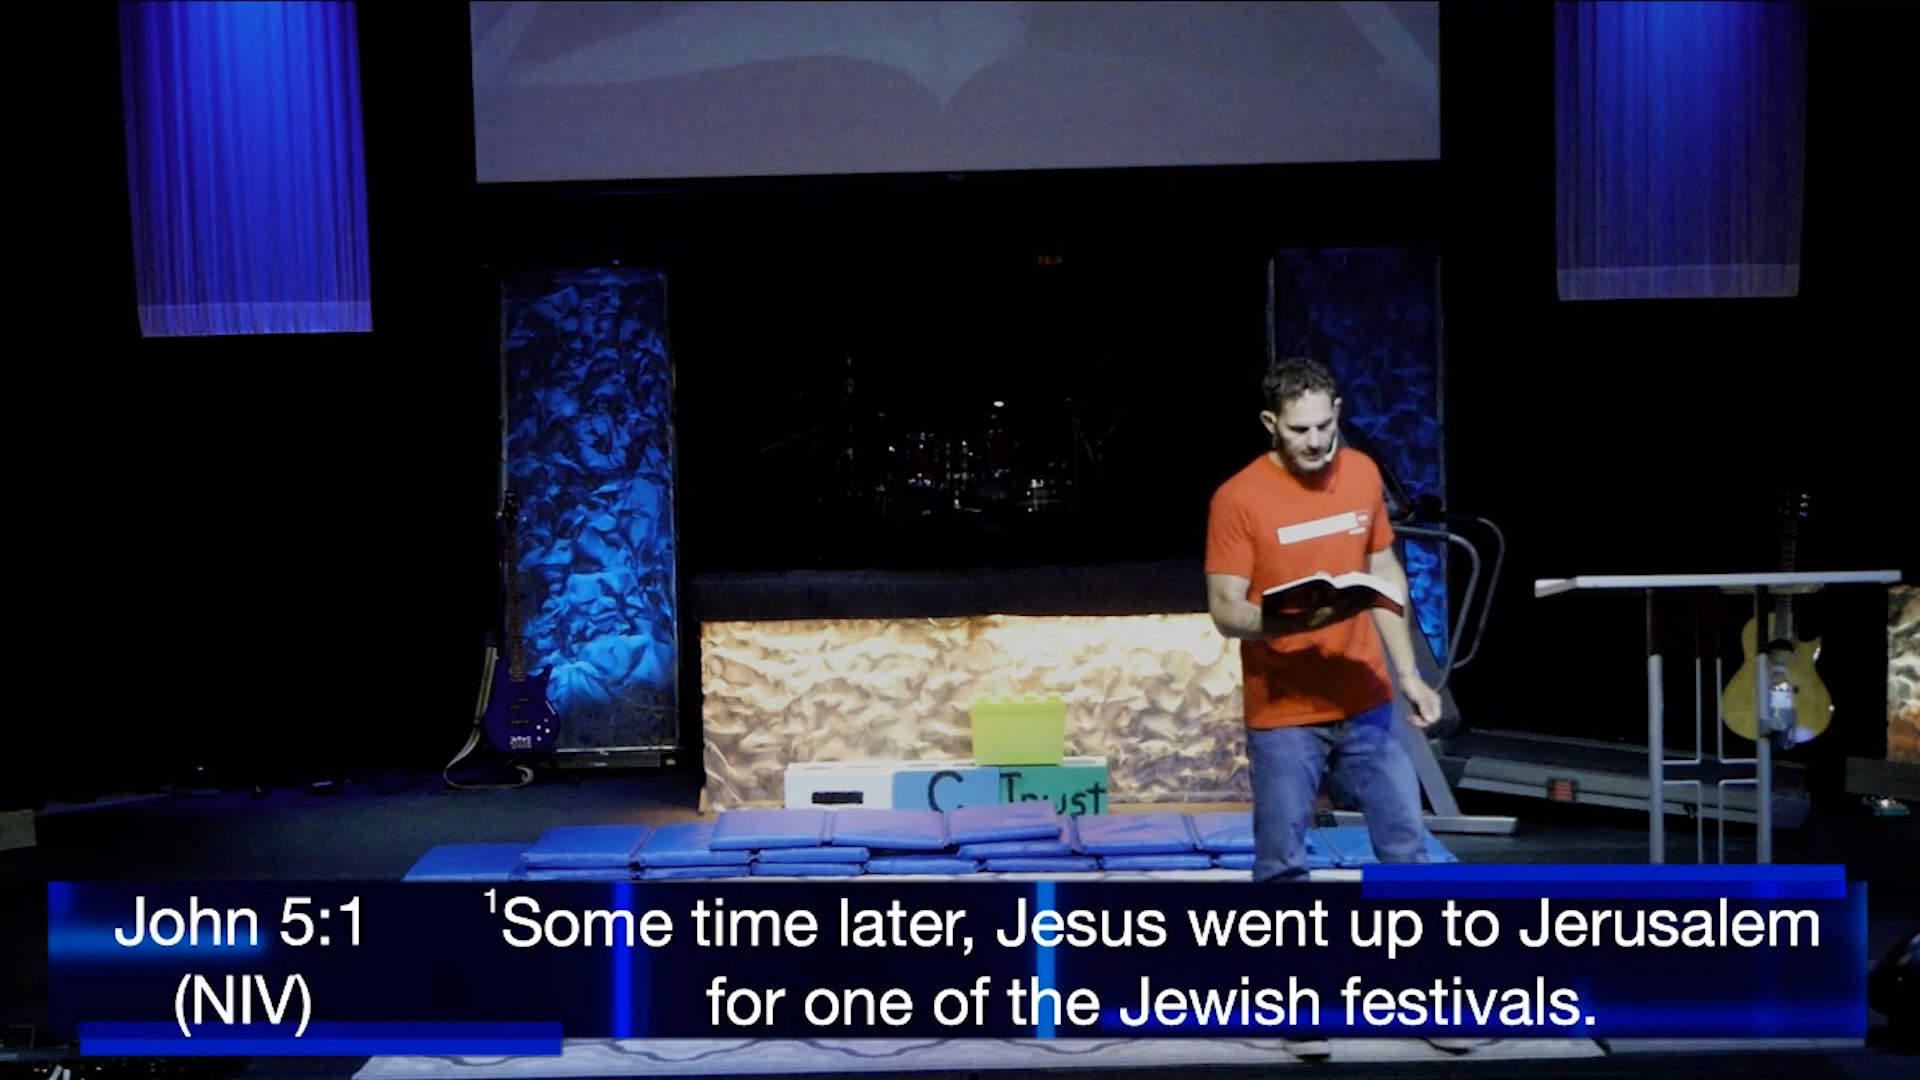 C
Trust
John 5:1
(NIV)
¹Some time later, Jesus went up to Jerusalem
for one of the Jewish festivals.